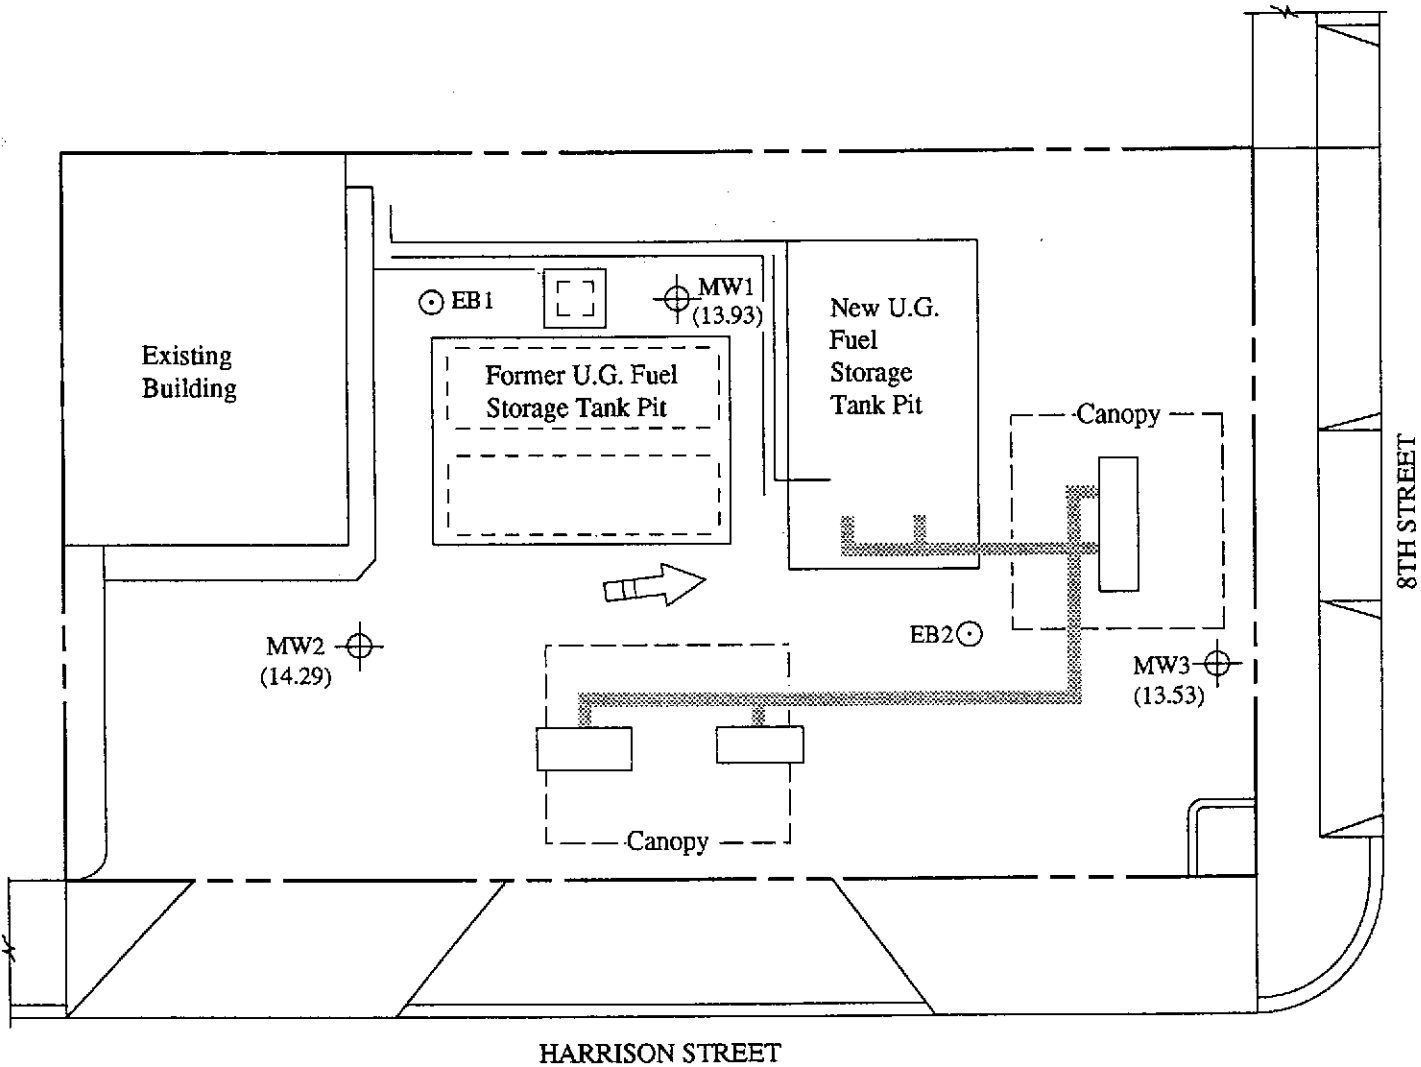 EB1
MW1
(13.93)
New U.G.
Fuel
Storage
Tank Pit
Existing
Building
Former U.G. Fuel
Storage Tank Pit
Canopy
8TH STREET
MW2
(14.29)
EB2
MW3
(13.53)
Canopy
HARRISON STREET